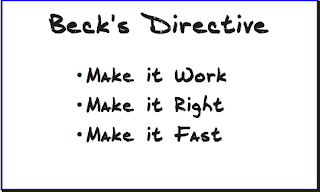 Beck's Directive
• Make it Work
• Make it Right
• Make it Fast